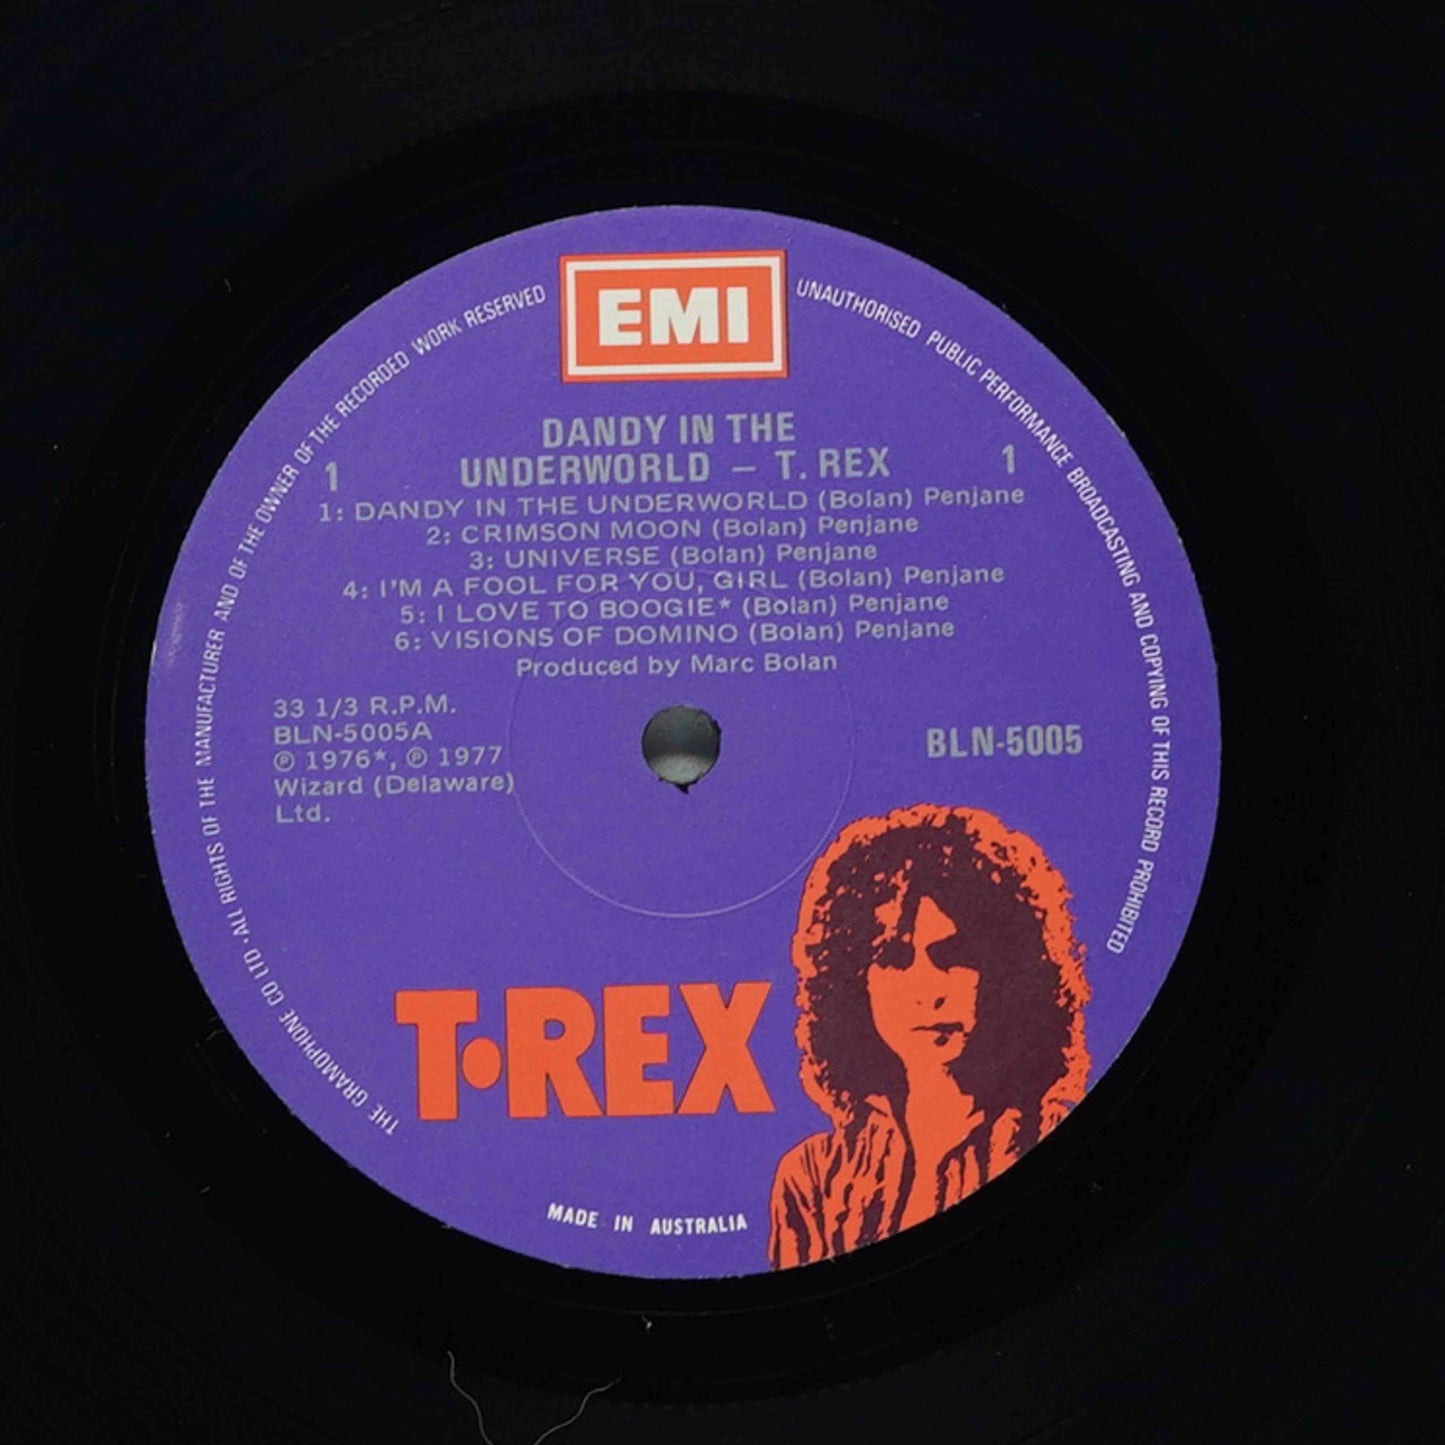 EMI
THE GRAMOPHONE CO LTD · ALL RIGHTS OF THE MANUFACTURER AND OF THE OWNER OF THE RECORDED WORK RESERVED
UNAUTHORISED PUBLIC PERFORMANCE BROADCASTING AND COPYING OF THIS RECORD PROHIBITED
DANDY IN THE
1 UNDERWORLD – T. REX 1
1: DANDY IN THE UNDERWORLD (Bolan) Penjane
2: CRIMSON MOON (Bolan) Penjane
3: UNIVERSE (Bolan) Penjane
4: I'M A FOOL FOR YOU, GIRL (Bolan) Penjane
5: I LOVE TO BOOGIE* (Bolan) Penjane
6: VISIONS OF DOMINO (Bolan) Penjane
Produced by Marc Bolan
33 1/3 R.P.M.
BLN-5005A
℗ 1976*, ℗ 1977
Wizard (Delaware)
Ltd.
BLN-5005
T·REX
MADE IN AUSTRALIA